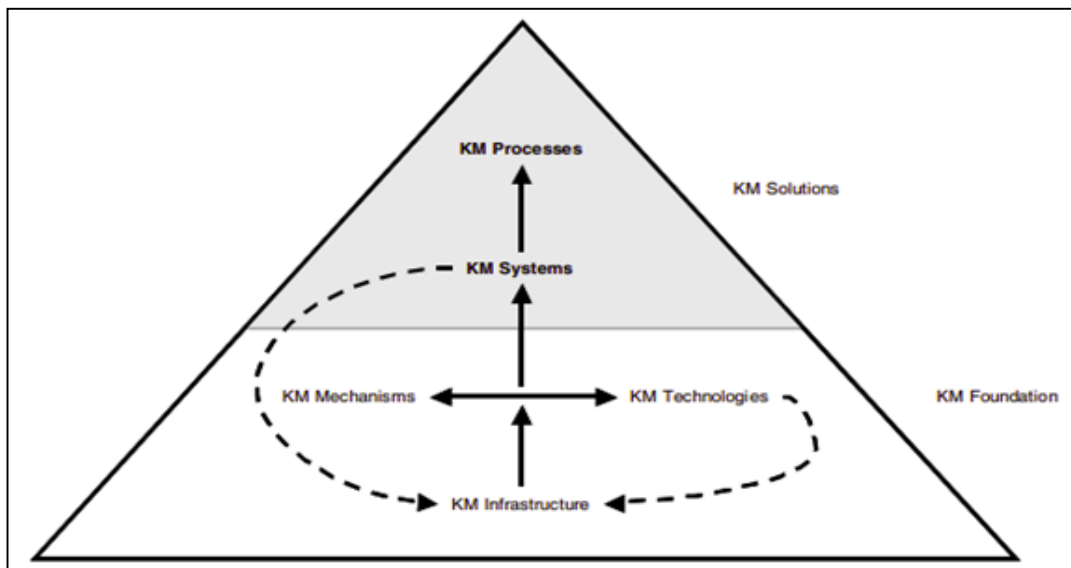 KM Processes
KM Solutions
KM Systems
KM Mechanisms
KM Technologies
KM Foundation
KM Infrastructure